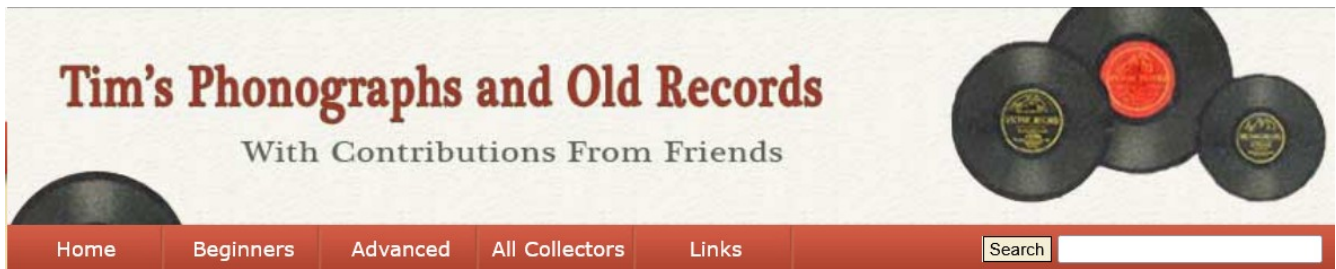 Tim's Phonographs and Old Records
With Contributions From Friends
Home Beginners Advanced All Collectors Links Search